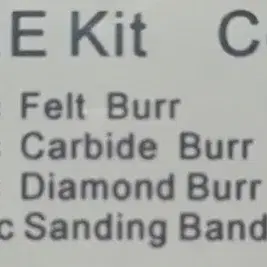 E Kit C
Felt Burr
Carbide Burr
Diamond Burr
c Sanding Band